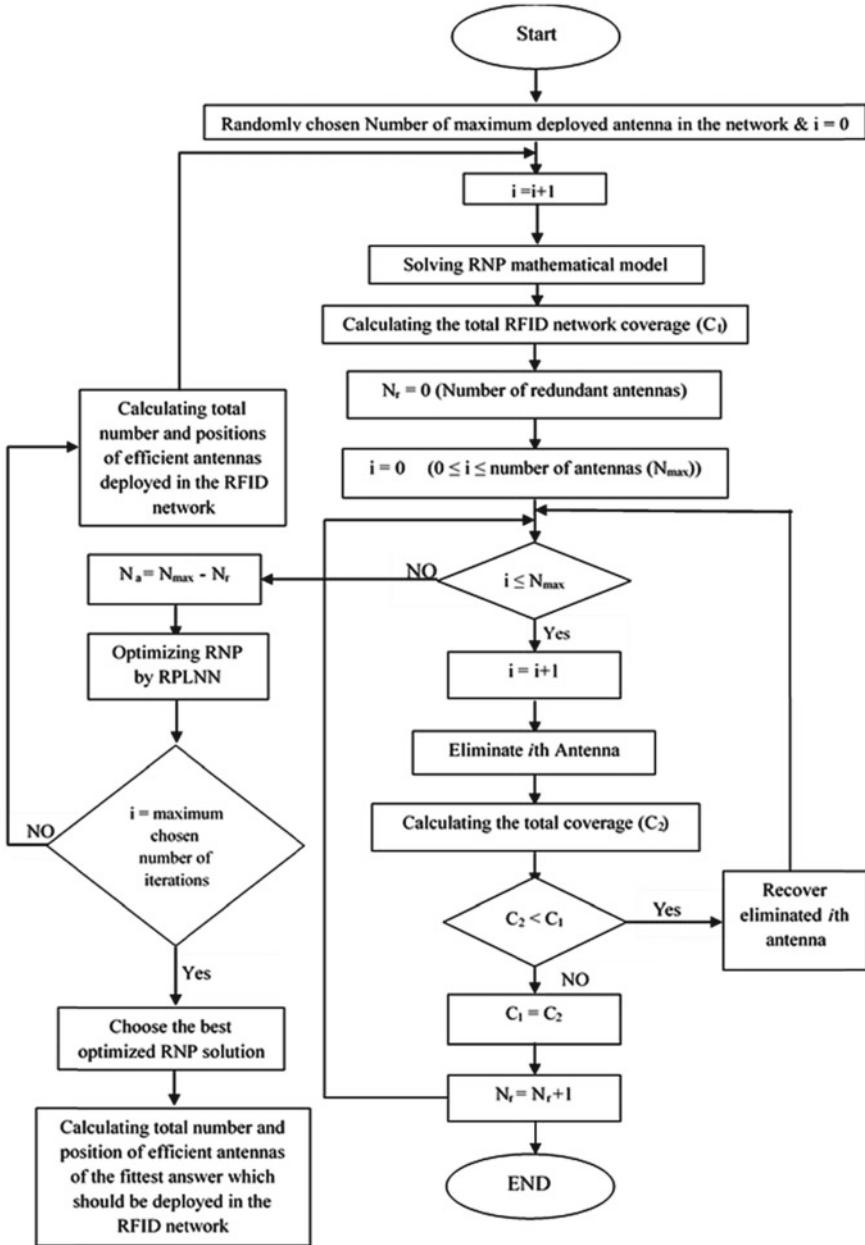 Start
Randomly chosen Number of maximum deployed antenna in the network & i = 0
i =i+1
Solving RNP mathematical model
Calculating the total RFID network coverage (C₁)
Nᵣ = 0 (Number of redundant antennas)
i = 0 (0 ≤ i ≤ number of antennas (Nₘₐₓ))
i ≤ Nₘₐₓ
NO
Yes
i = i+1
Eliminate ith Antenna
Calculating the total coverage (C₂)
C₂ < C₁
Yes
Recover
eliminated ith
antenna
NO
C₁ = C₂
Nᵣ = Nᵣ+1
END
Calculating total
number and positions
of efficient antennas
deployed in the RFID
network
Nₐ = Nₘₐₓ - Nᵣ
Optimizing RNP
by RPLNN
i = maximum
chosen
number of
iterations
NO
Yes
Choose the best
optimized RNP solution
Calculating total number and
position of efficient antennas
of the fittest answer which
should be deployed in the
RFID network